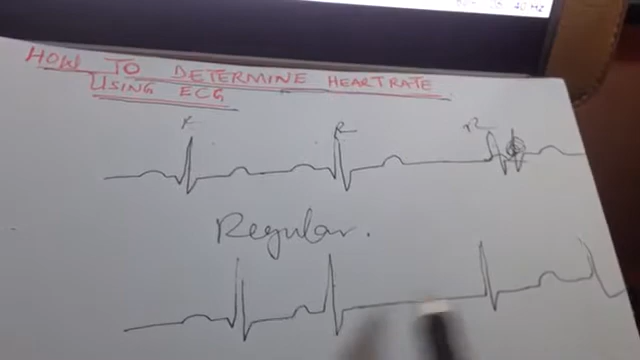 HOW TO DETERMINE HEARTRATE
USING ECG
R R R
Regular.